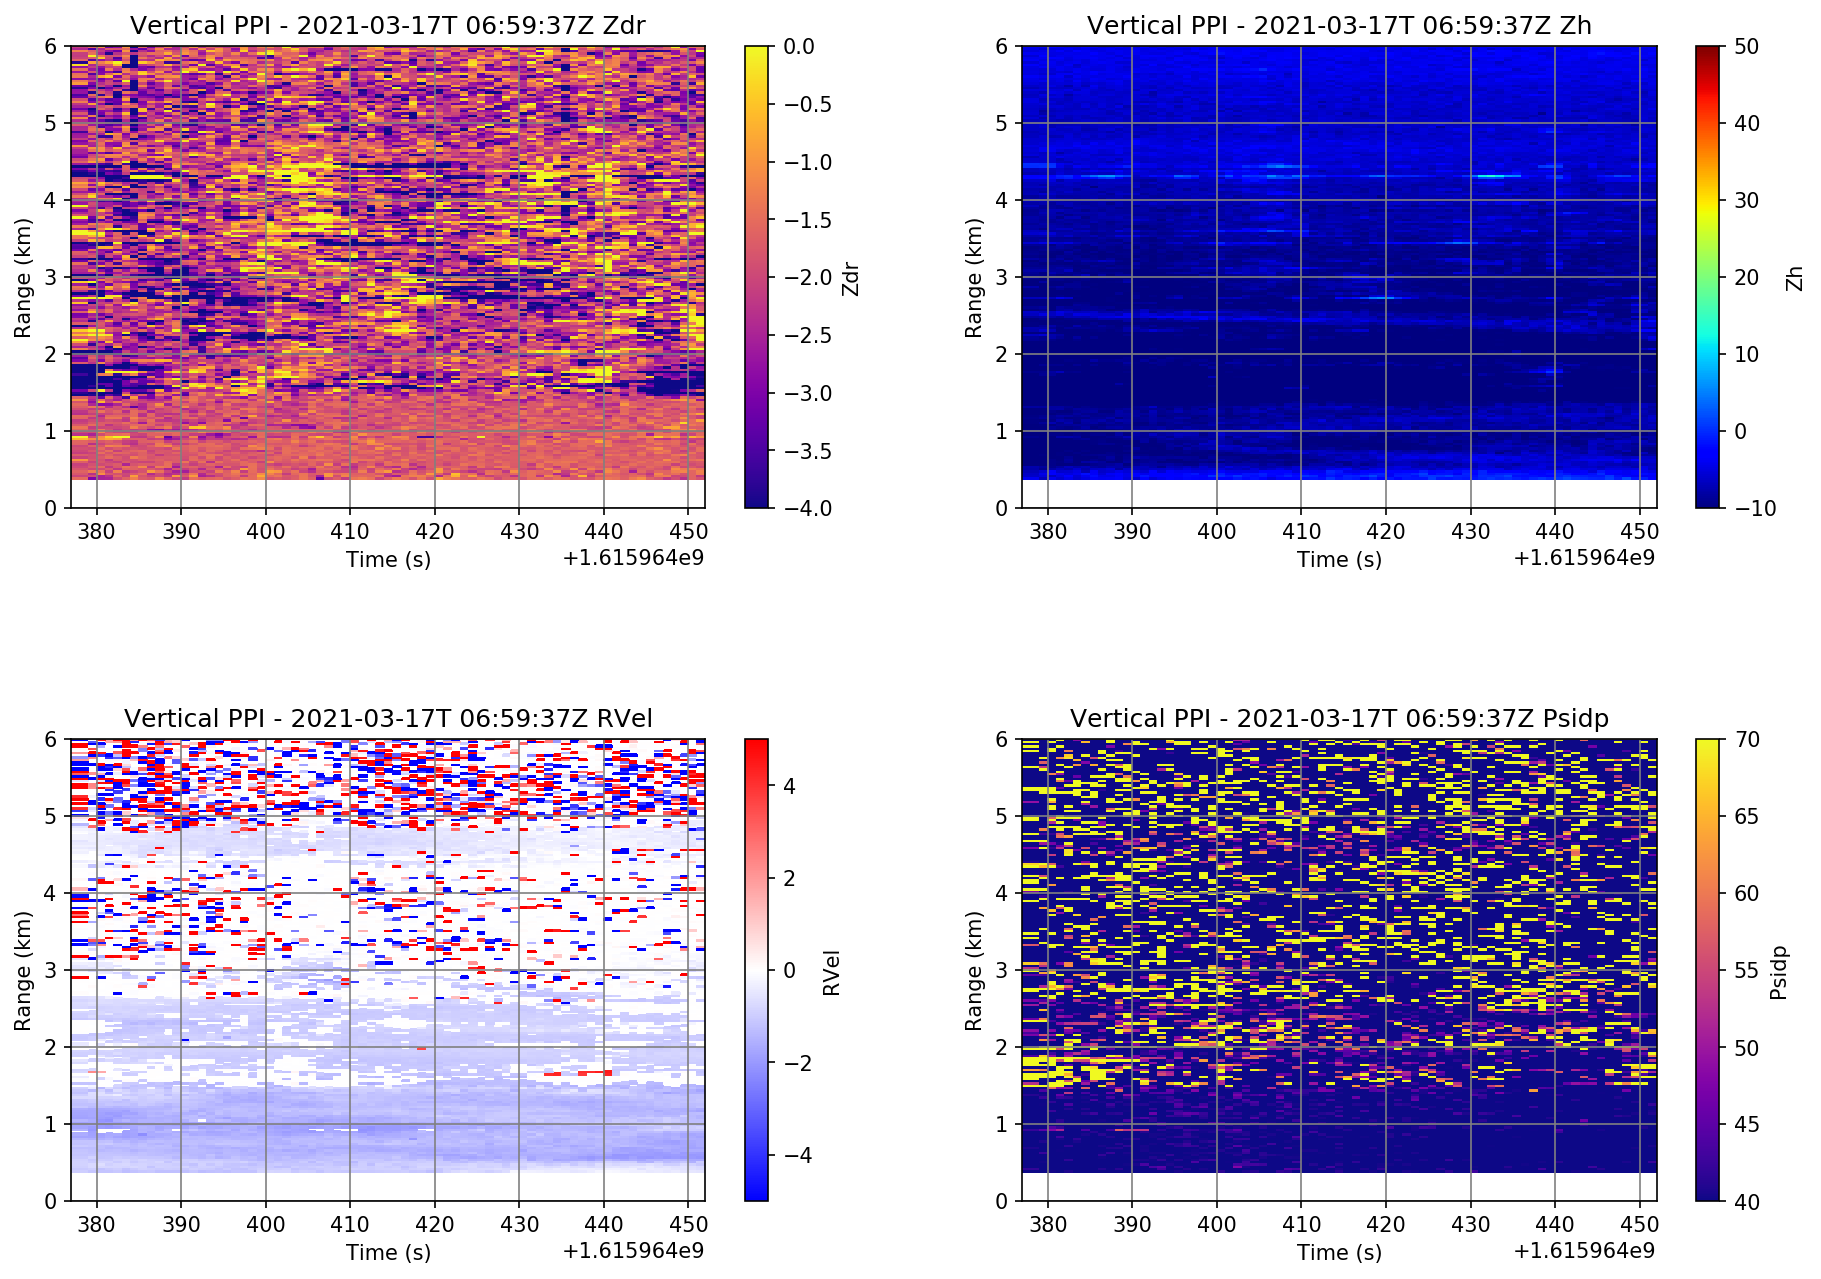 Vertical PPI - 2021-03-17T 06:59:37Z Zdr
6
5
4
3
2
1
0
Range (km)
380 390 400 410 420 430 440 450
Time (s)
+1.615964e9
0.0
−0.5
−1.0
−1.5
−2.0
−2.5
−3.0
−3.5
−4.0
Zdr
Vertical PPI - 2021-03-17T 06:59:37Z Zh
6
5
4
3
2
1
0
Range (km)
380 390 400 410 420 430 440 450
Time (s)
+1.615964e9
50
40
30
20
10
0
−10
Zh
Vertical PPI - 2021-03-17T 06:59:37Z RVel
6
5
4
3
2
1
0
Range (km)
380 390 400 410 420 430 440 450
Time (s)
+1.615964e9
4
2
0
−2
−4
RVel
Vertical PPI - 2021-03-17T 06:59:37Z Psidp
6
5
4
3
2
1
0
Range (km)
380 390 400 410 420 430 440 450
Time (s)
+1.615964e9
70
65
60
55
50
45
40
Psidp